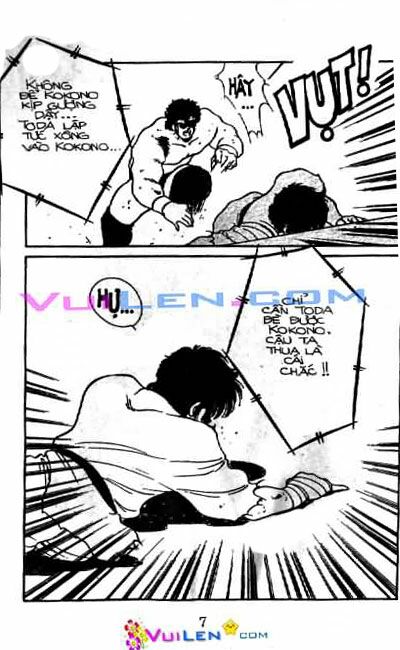 KHÔNG
ĐỂ KOKONO
KỊP GƯỢNG
DẬY...
TODA LẬP
TỨC XÔNG
VÀO KOKONO...
HÂY
...
VỤT!
VUILEN.COM
HỰ...
CHỈ
CẦN TODA
ĐÈ ĐƯỢC
KOKONO.
CẬU TA
THUA LÀ
CÁI
CHẮC!!
7
VUILEN COM